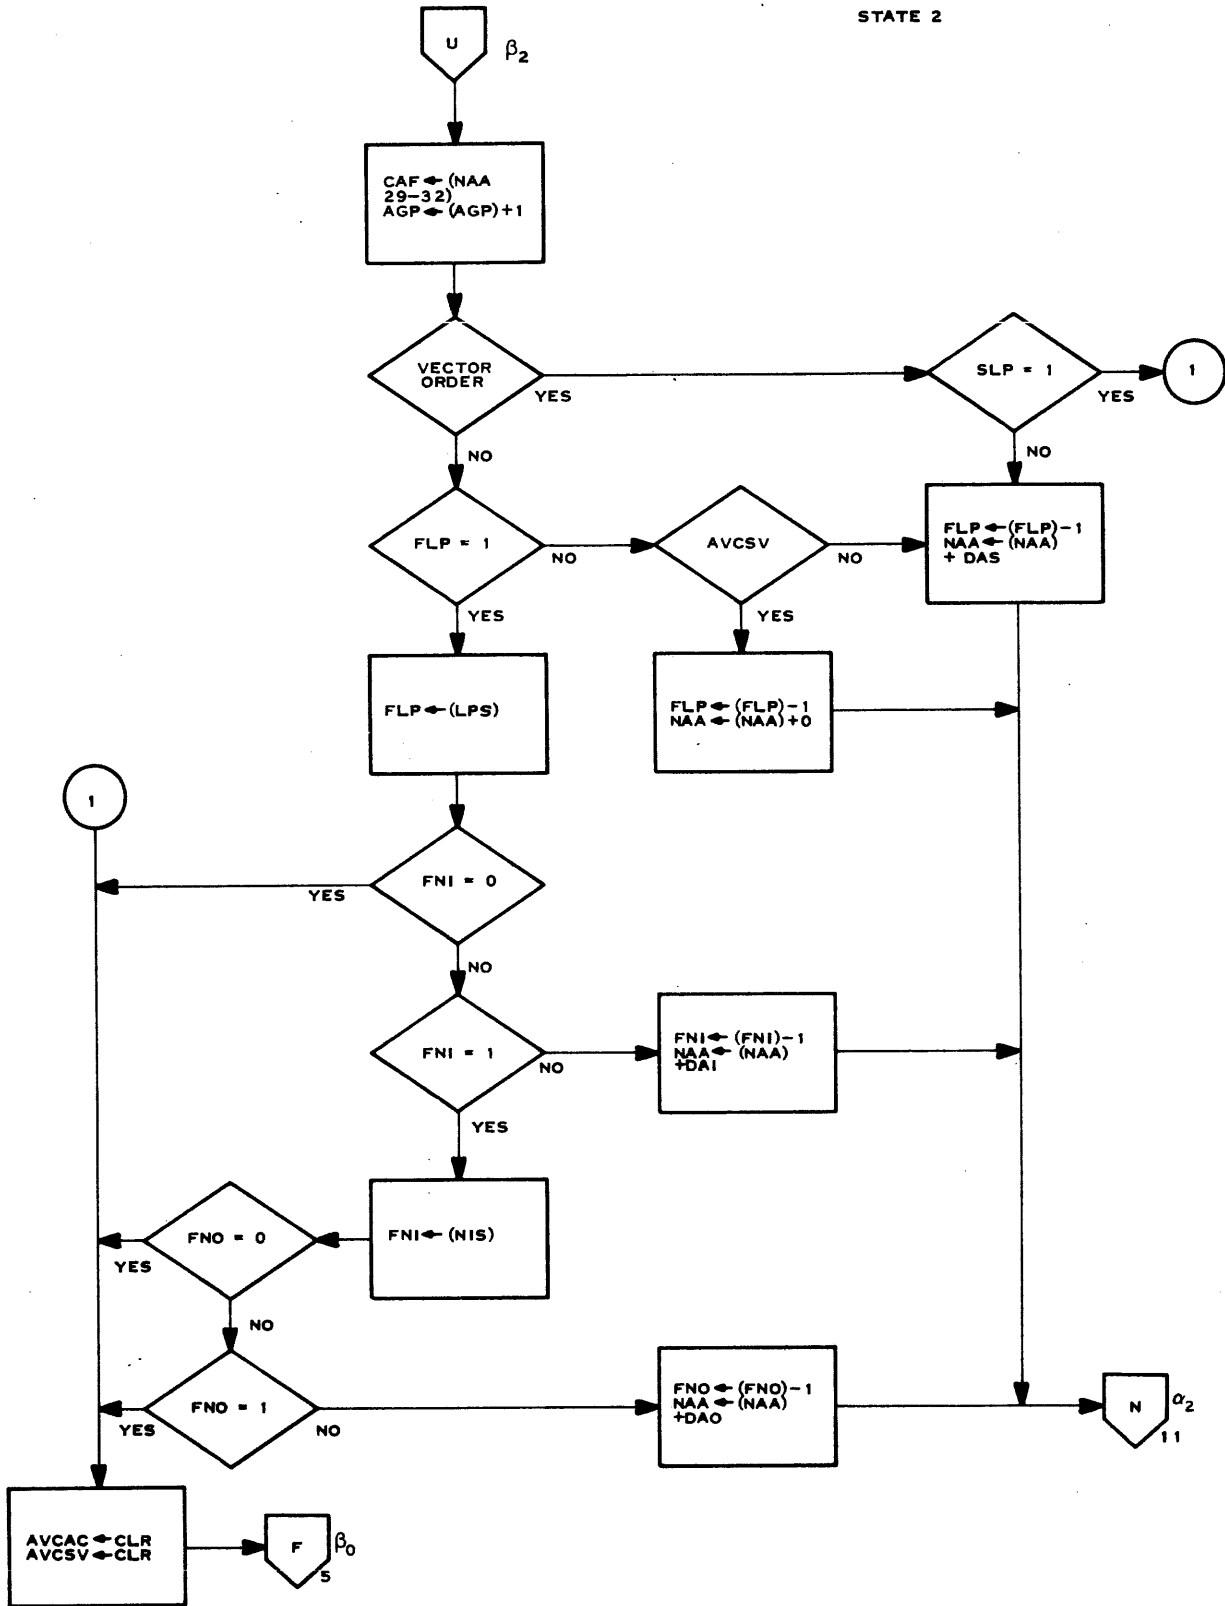 STATE 2
U
β2
CAF ← (NAA
29-32)
AGP ← (AGP)+1
VECTOR
ORDER
YES
SLP = 1
YES
1
NO
NO
FLP = 1
NO
AVCSV
NO
FLP ← (FLP)-1
NAA ← (NAA)
+ DAS
YES
YES
FLP ← (LPS)
FLP ← (FLP)-1
NAA ← (NAA)+0
1
FNI = 0
YES
NO
FNI = 1
NO
FNI ← (FNI)-1
NAA ← (NAA)
+DAI
YES
FNI ← (NIS)
FNO = 0
YES
NO
FNO = 1
YES
NO
FNO ← (FNO)-1
NAA ← (NAA)
+DAO
N
α2
11
AVCAC ← CLR
AVCSV ← CLR
F
β0
5